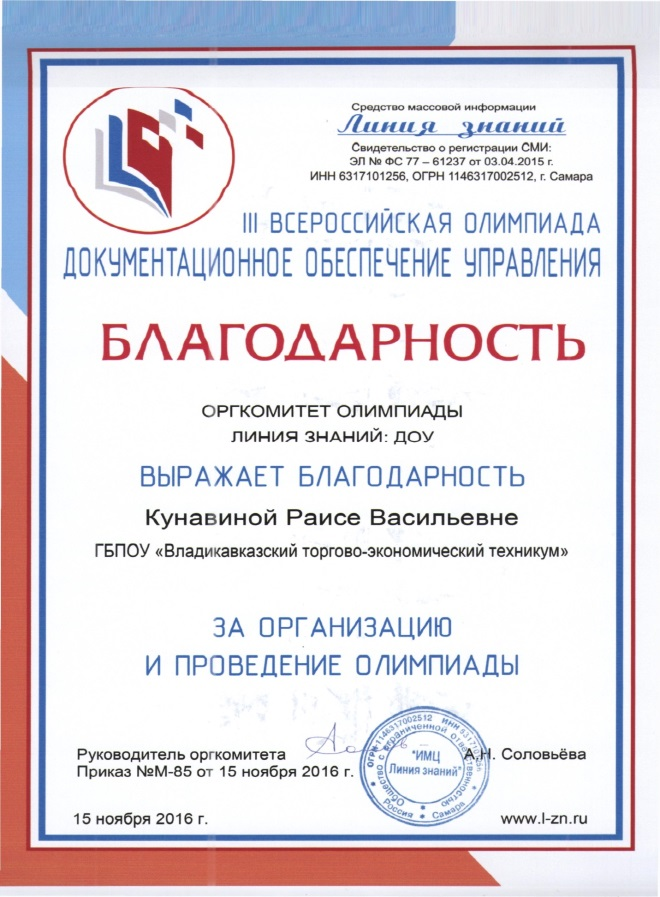 Средство массовой информации
Линия знаний
Свидетельство о регистрации СМИ:
ЭЛ № ФС 77 – 61237 от 03.04.2015 г.
ИНН 6317101256, ОГРН 1146317002512, г. Самара
III ВСЕРОССИЙСКАЯ ОЛИМПИАДА
ДОКУМЕНТАЦИОННОЕ ОБЕСПЕЧЕНИЕ УПРАВЛЕНИЯ
БЛАГОДАРНОСТЬ
ОРГКОМИТЕТ ОЛИМПИАДЫ
ЛИНИЯ ЗНАНИЙ: ДОУ
ВЫРАЖАЕТ БЛАГОДАРНОСТЬ
Кунавиной Раисе Васильевне
ГБПОУ «Владикавказский торгово-экономический техникум»
ЗА ОРГАНИЗАЦИЮ
И ПРОВЕДЕНИЕ ОЛИМПИАДЫ
Руководитель оргкомитета
А.Н. Соловьёва
Приказ №М-85 от 15 ноября 2016 г.
ОГРН 1146317002512 ИНН 6317101256
Общество с ограниченной ответственностью
"ИМЦ
Линия знаний"
Россия * Самара
15 ноября 2016 г.
www.l-zn.ru